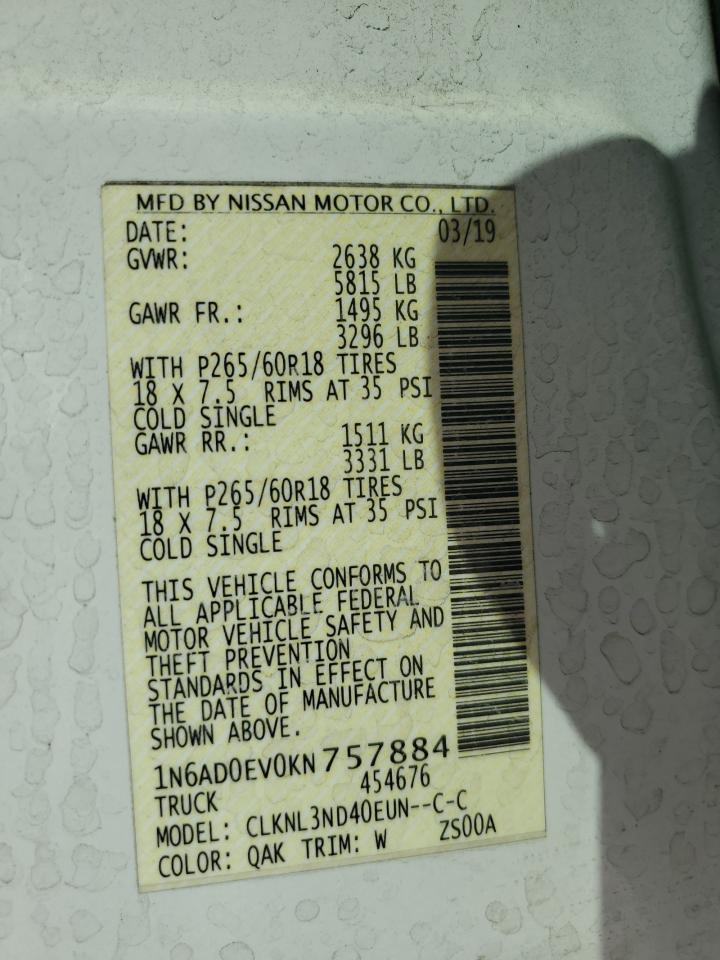 MFD BY NISSAN MOTOR CO., LTD.
DATE: 03/19
GVWR: 2638 KG
5815 LB
GAWR FR.: 1495 KG
3296 LB
WITH P265/60R18 TIRES
18 X 7.5 RIMS AT 35 PSI
COLD SINGLE
GAWR RR.: 1511 KG
3331 LB
WITH P265/60R18 TIRES
18 X 7.5 RIMS AT 35 PSI
COLD SINGLE
THIS VEHICLE CONFORMS TO
ALL APPLICABLE FEDERAL
MOTOR VEHICLE SAFETY AND
THEFT PREVENTION
STANDARDS IN EFFECT ON
THE DATE OF MANUFACTURE
SHOWN ABOVE.
1N6AD0EV0KN757884
TRUCK 454676
MODEL: CLKNL3ND40EUN--C-C
COLOR: QAK TRIM: W ZS00A